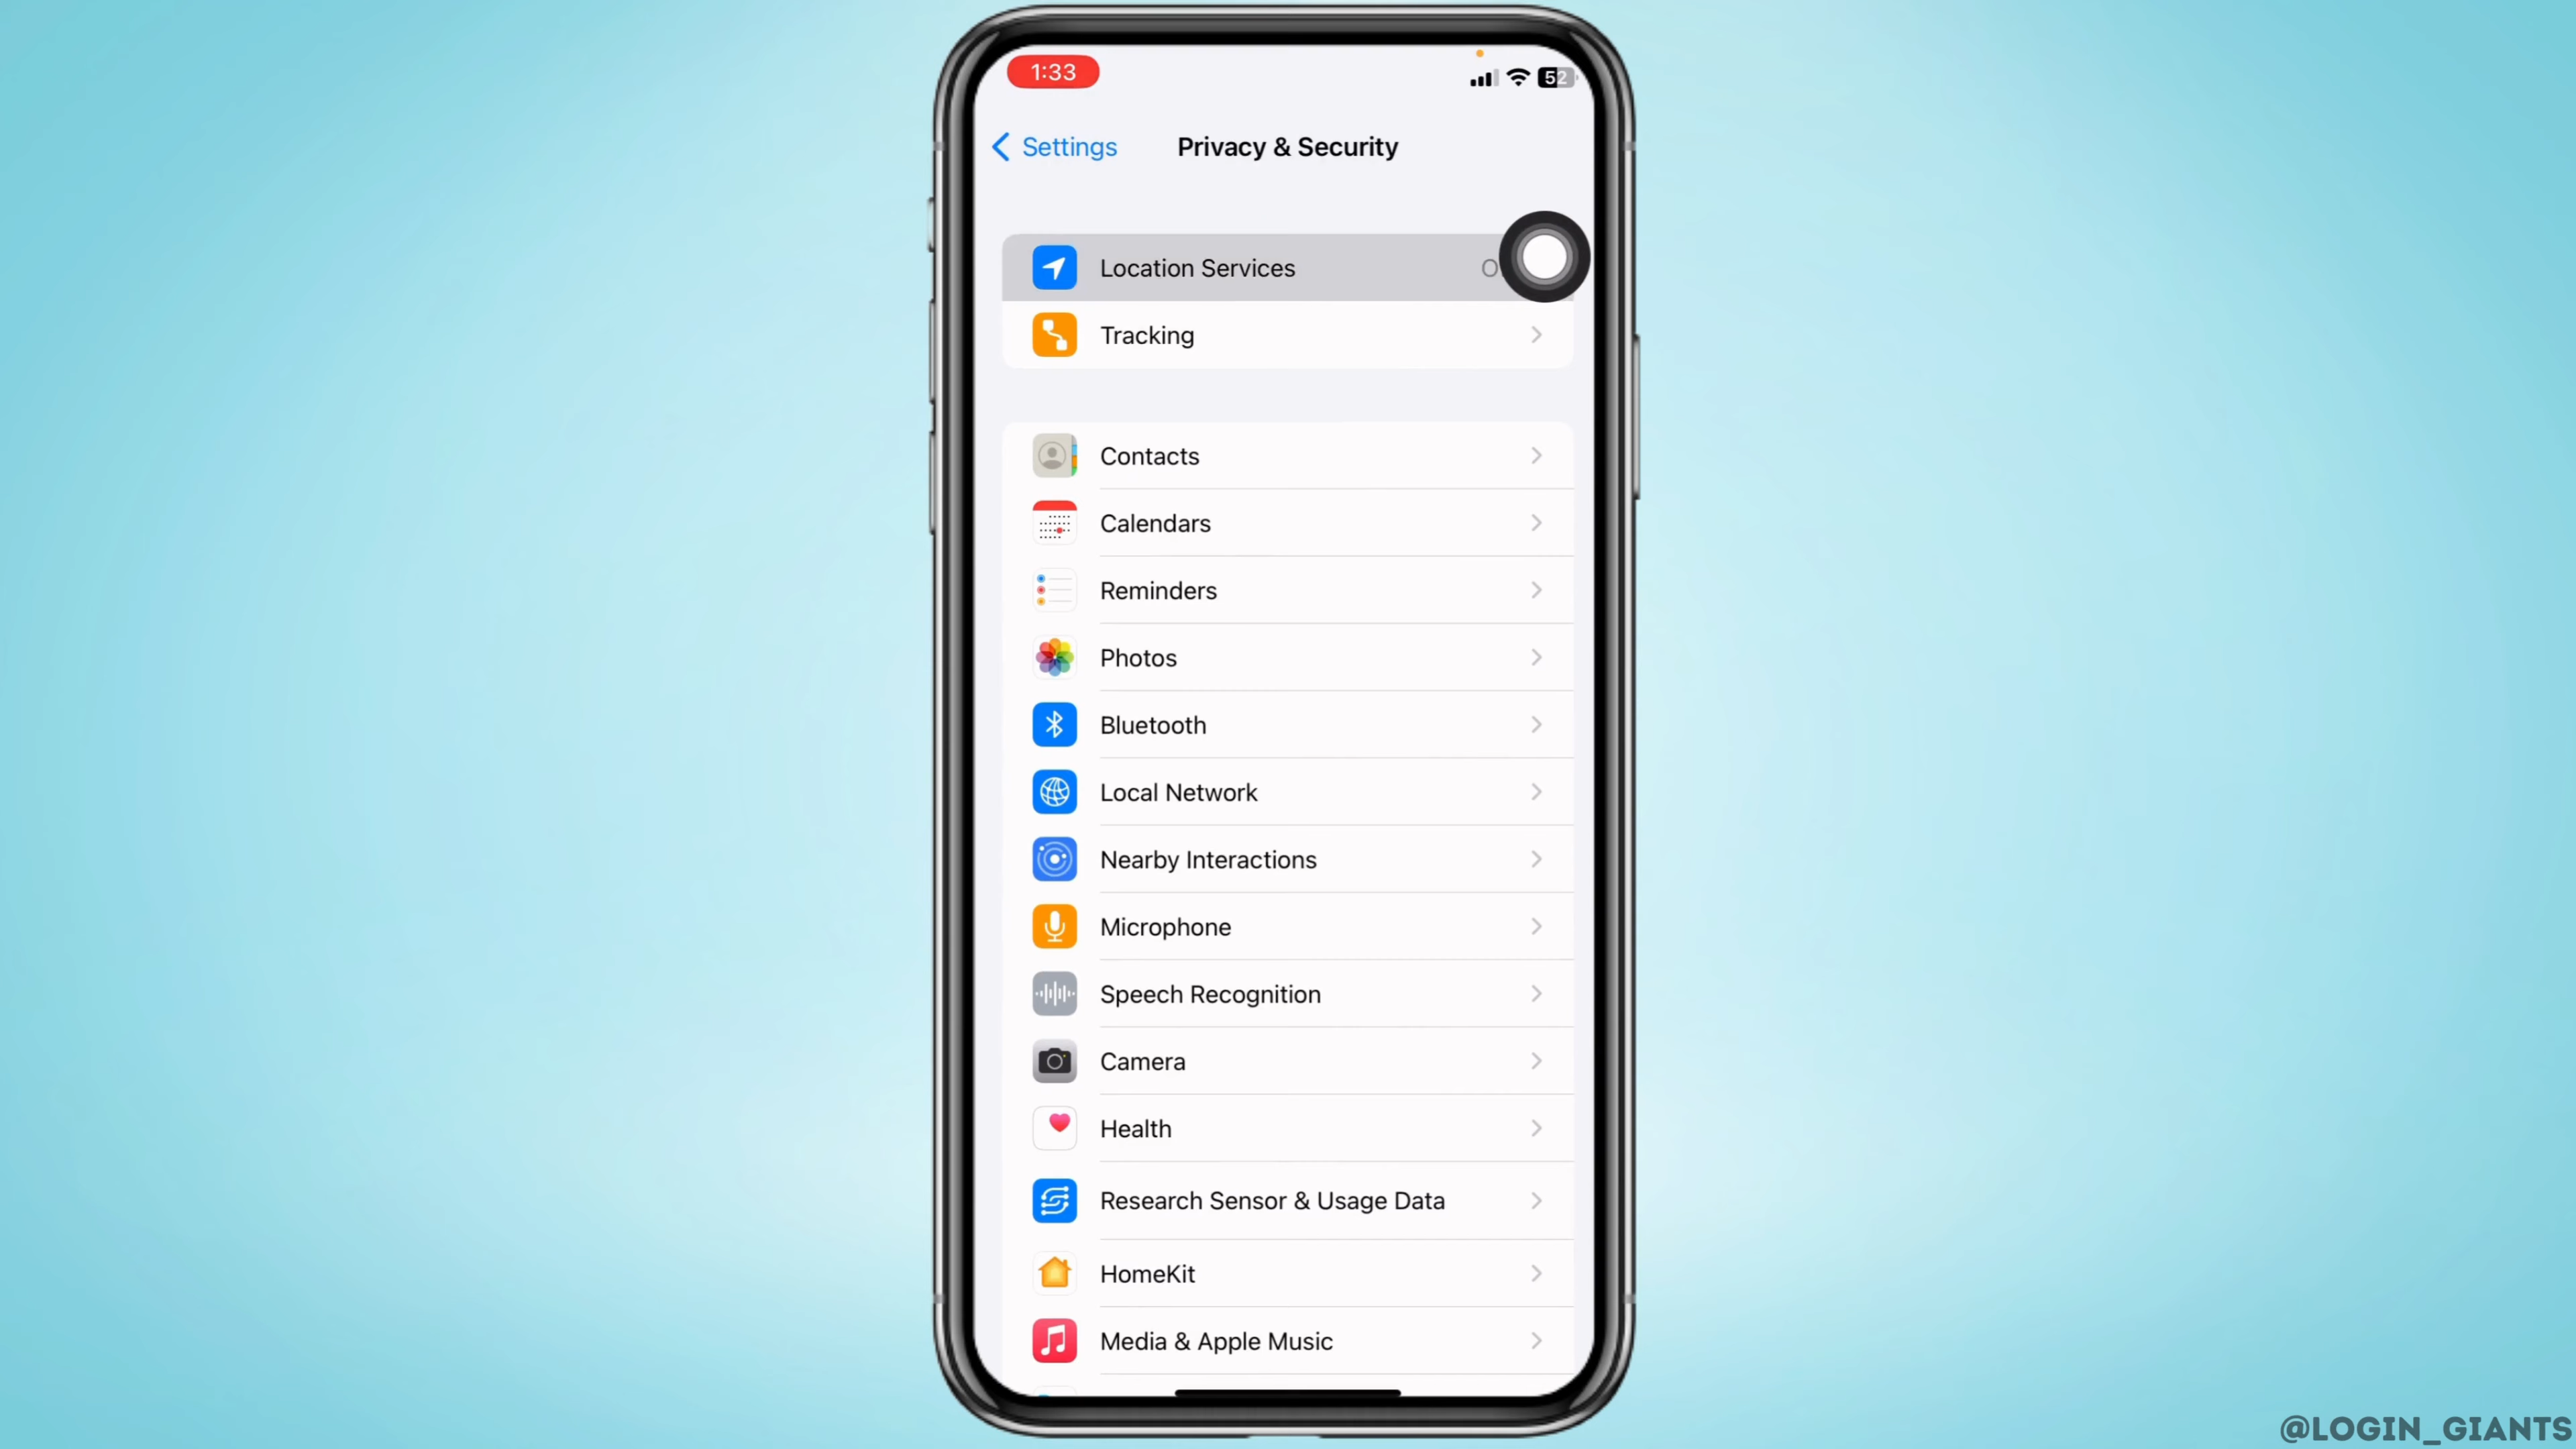 1:33
52
Settings
Privacy & Security
Location Services
Tracking
Contacts
Calendars
Reminders
Photos
Bluetooth
Local Network
Nearby Interactions
Microphone
Speech Recognition
Camera
Health
Research Sensor & Usage Data
HomeKit
Media & Apple Music
@LOGIN_GIANTS